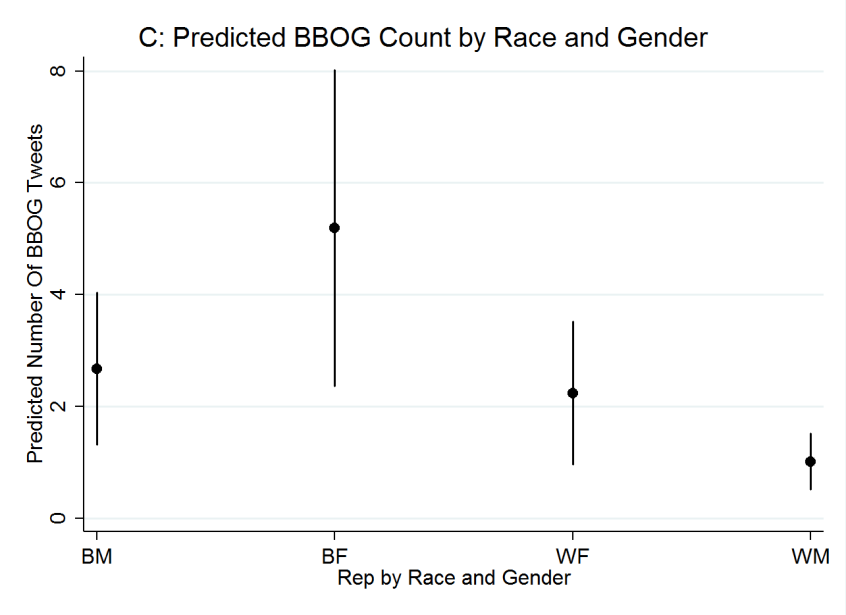 C: Predicted BBOG Count by Race and Gender
Predicted Number Of BBOG Tweets
8
6
4
2
0
BM BF WF WM
Rep by Race and Gender